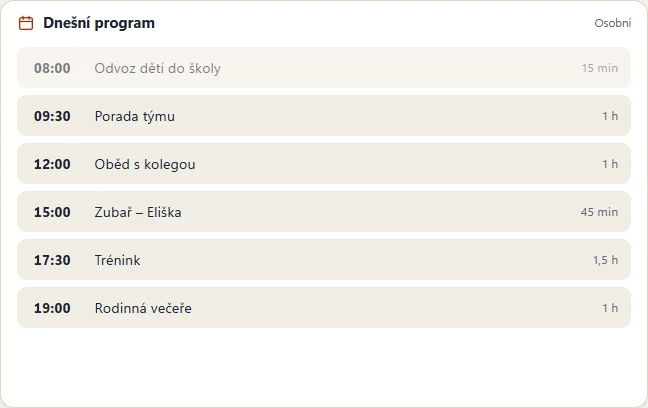 Dnešní program
Osobní
08:00 Odvoz dětí do školy 15 min
09:30 Porada týmu 1 h
12:00 Oběd s kolegou 1 h
15:00 Zubař – Eliška 45 min
17:30 Trénink 1,5 h
19:00 Rodinná večeře 1 h